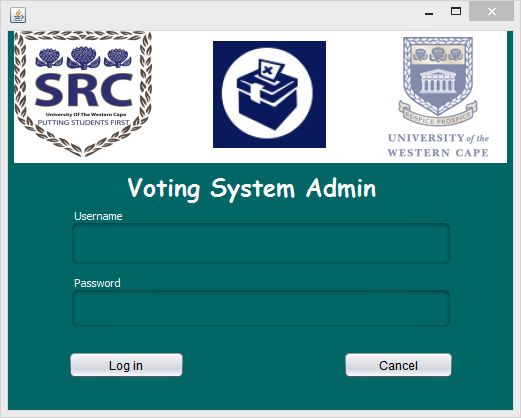 SRC
University Of The Western Cape
PUTTING STUDENTS FIRST
RESPICE PROSPICE
UNIVERSITY of the
WESTERN CAPE
Voting System Admin
Username
Password
Log in
Cancel